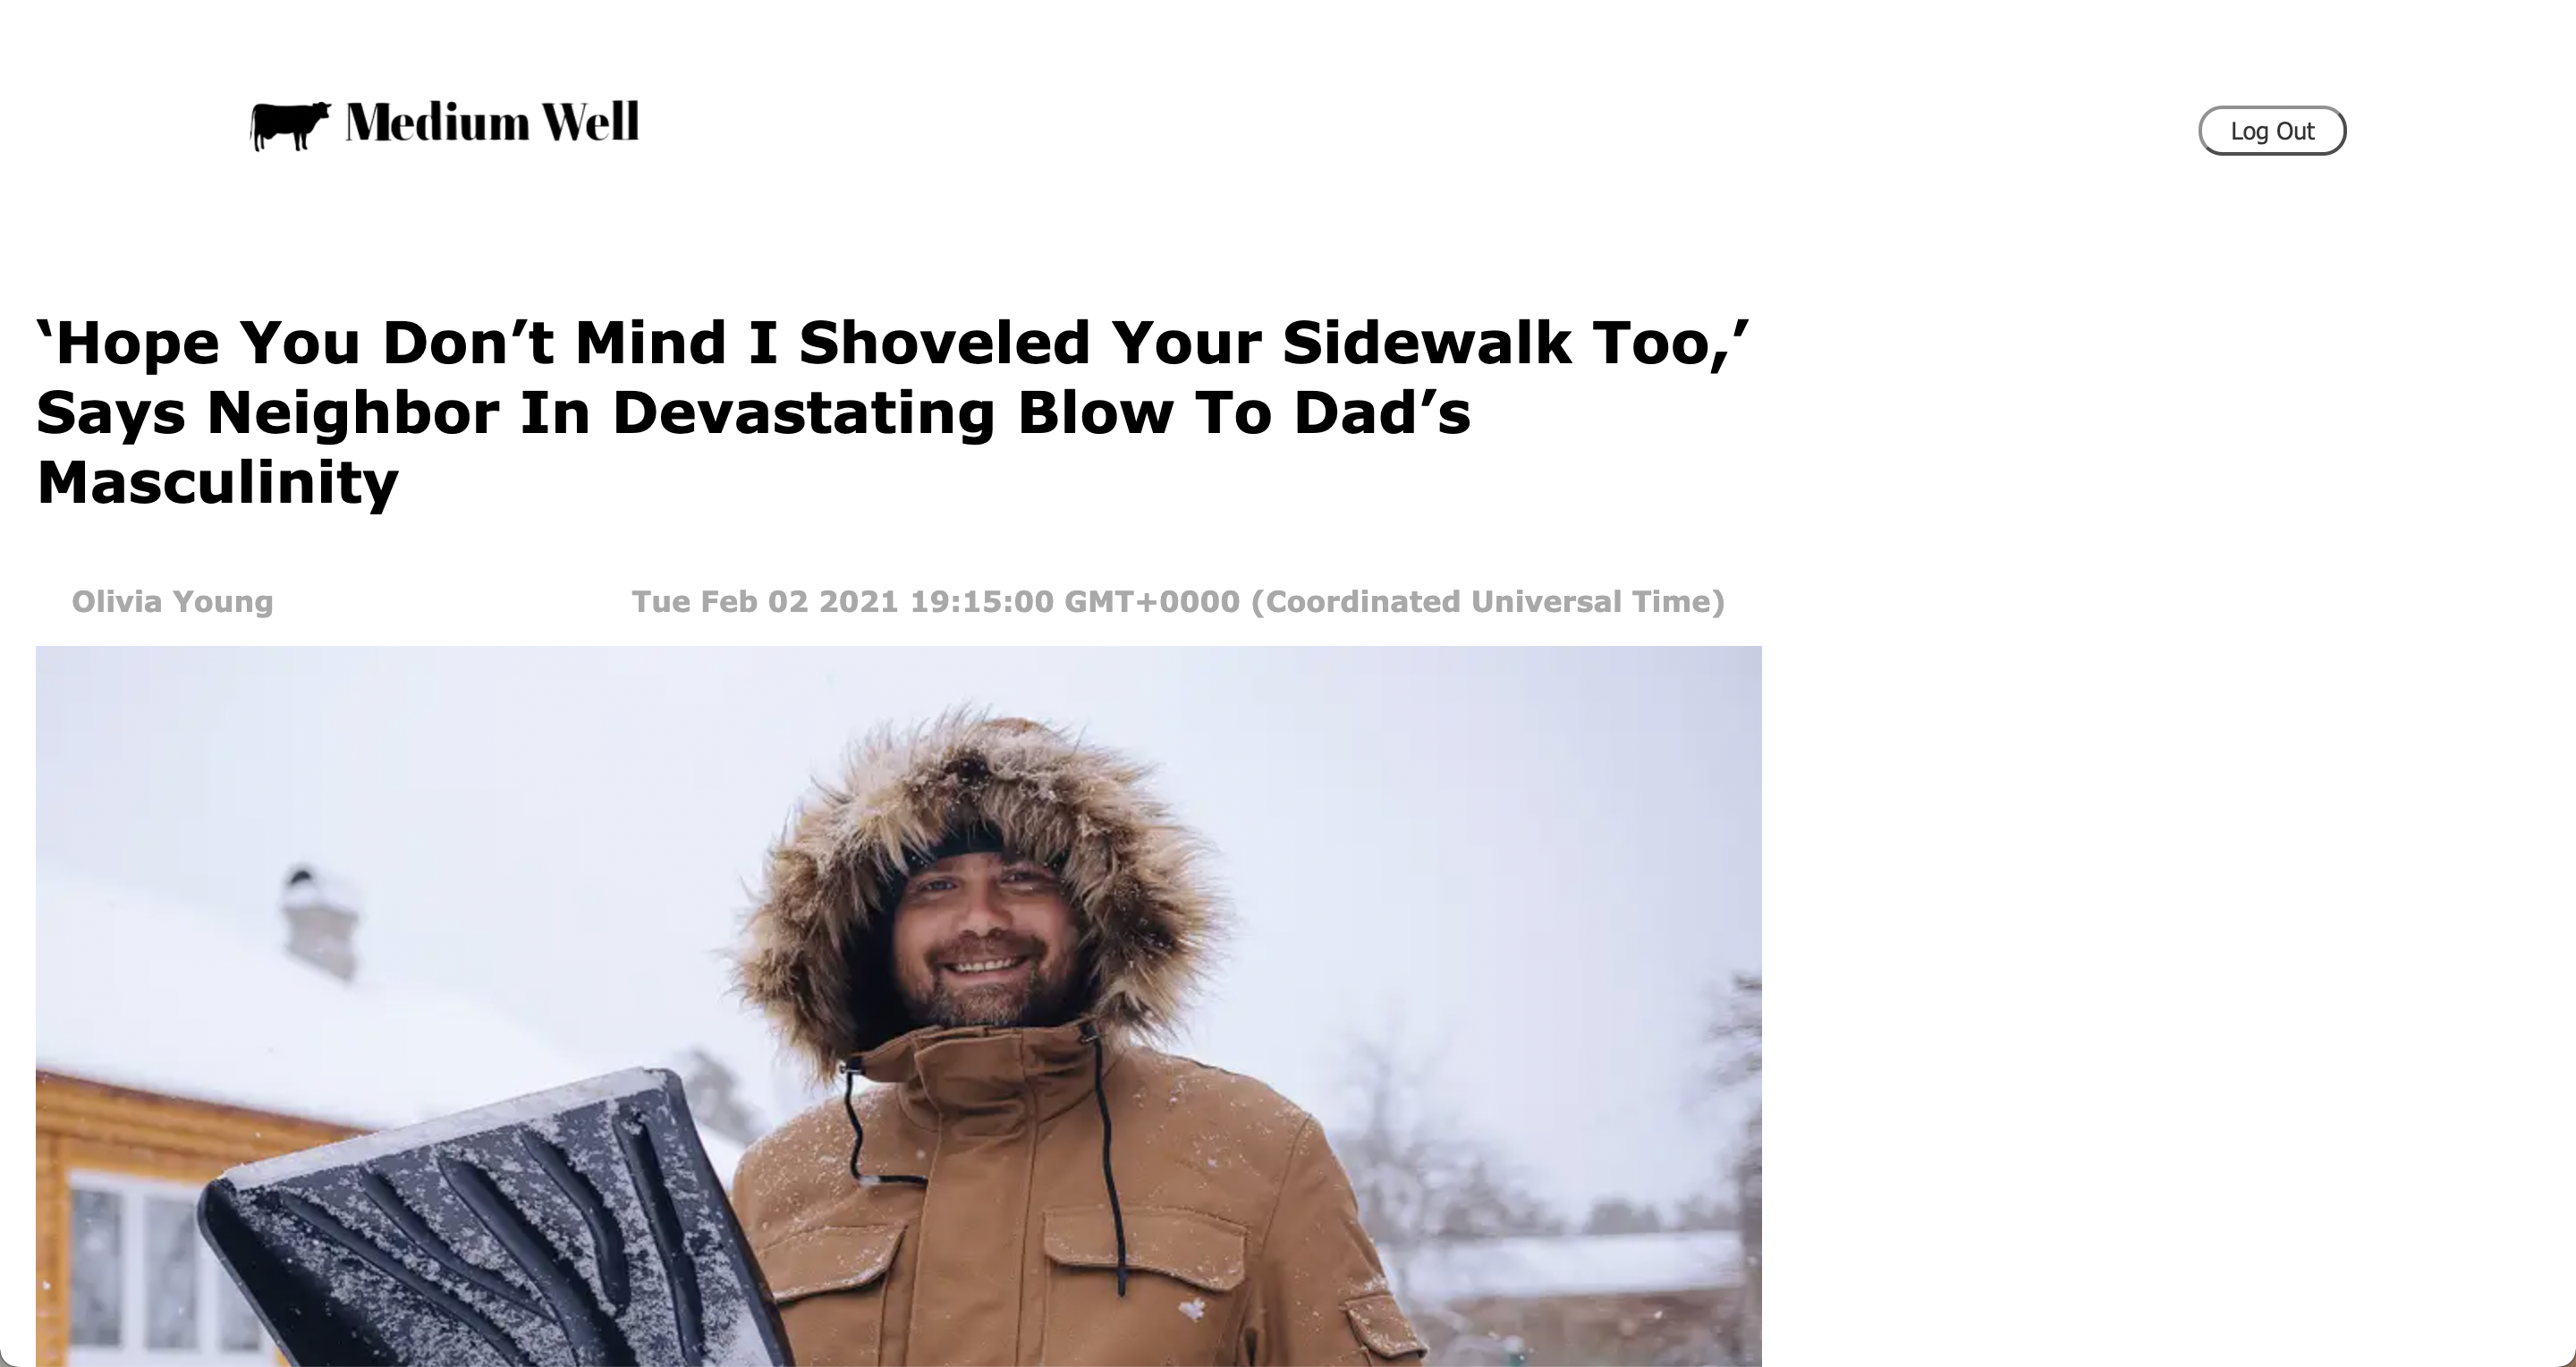 Medium Well
Log Out
‘Hope You Don’t Mind I Shoveled Your Sidewalk Too,’
Says Neighbor In Devastating Blow To Dad’s
Masculinity
Olivia Young
Tue Feb 02 2021 19:15:00 GMT+0000 (Coordinated Universal Time)